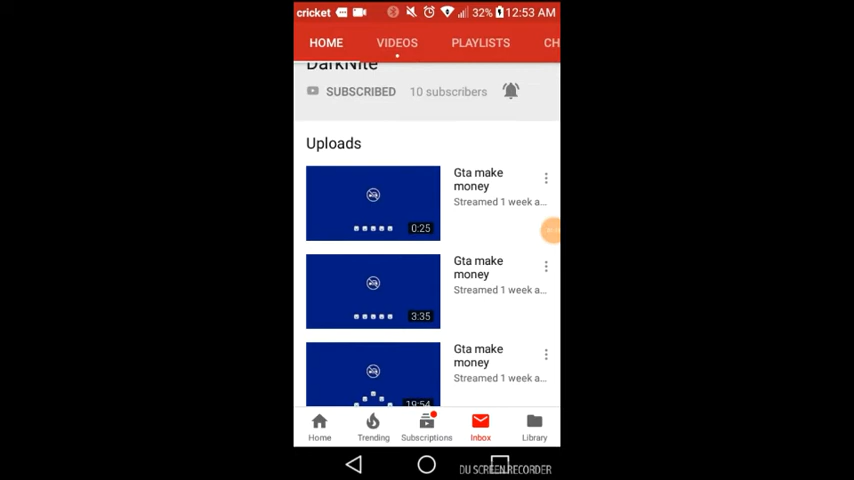 cricket 32% 12:53 AM
HOME VIDEOS PLAYLISTS CH
DarkNite
SUBSCRIBED 10 subscribers
Uploads
Gta make
money
Streamed 1 week a...
0:25
Gta make
money
Streamed 1 week a...
3:35
Gta make
money
Streamed 1 week a...
19:54
Home Trending Subscriptions Inbox Library
DU SCREEN RECORDER